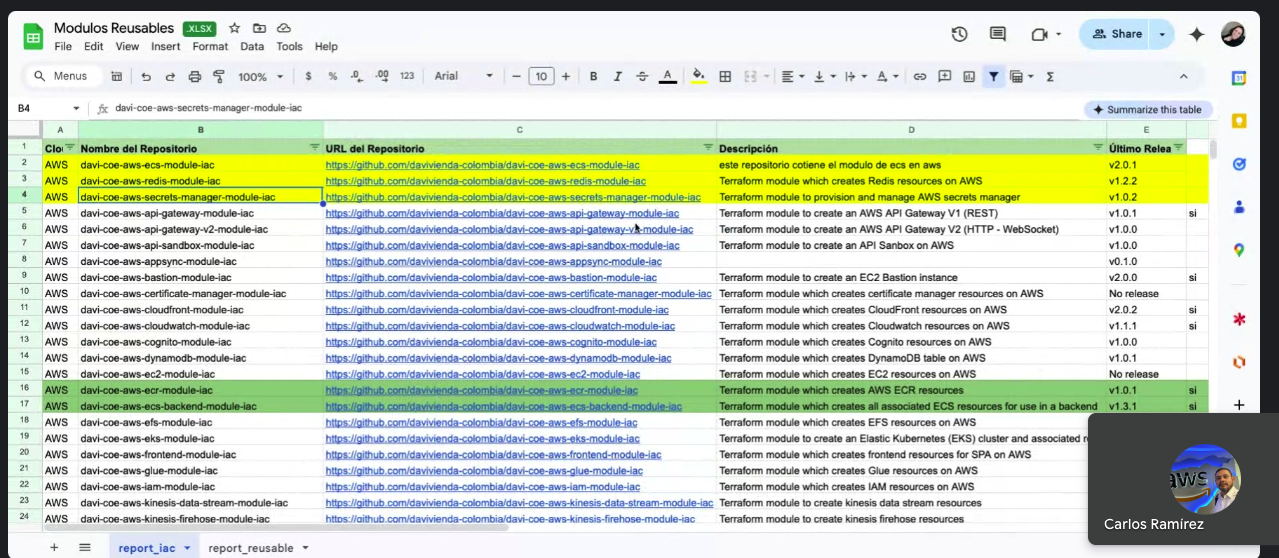 Modulos Reusables .XLSX
File Edit View Insert Format Data Tools Help
Share
Menus 100% $ % .0 .00 123 Arial 10 B I S A
B4 davi-coe-aws-secrets-manager-module-iac
Summarize this table
A B C D E
1 Clo Nombre del Repositorio URL del Repositorio Descripción Último Relea
2 AWS davi-coe-aws-ecs-module-iac https://github.com/davivienda-colombia/davi-coe-aws-ecs-module-iac este repositorio cotiene el modulo de ecs en aws v2.0.1
3 AWS davi-coe-aws-redis-module-iac https://github.com/davivienda-colombia/davi-coe-aws-redis-module-iac Terraform module which creates Redis resources on AWS v1.2.2
4 AWS davi-coe-aws-secrets-manager-module-iac https://github.com/davivienda-colombia/davi-coe-aws-secrets-manager-module-iac Terraform module to provision and manage AWS secrets manager v1.0.2
5 AWS davi-coe-aws-api-gateway-module-iac https://github.com/davivienda-colombia/davi-coe-aws-api-gateway-module-iac Terraform module to create an AWS API Gateway V1 (REST) v1.0.1 si
6 AWS davi-coe-aws-api-gateway-v2-module-iac https://github.com/davivienda-colombia/davi-coe-aws-api-gateway-v2-module-iac Terraform module to create an AWS API Gateway V2 (HTTP - WebSocket) v1.0.0
7 AWS davi-coe-aws-api-sandbox-module-iac https://github.com/davivienda-colombia/davi-coe-aws-api-sandbox-module-iac Terraform module to create an API Sanbox on AWS v1.0.0
8 AWS davi-coe-aws-appsync-module-iac https://github.com/davivienda-colombia/davi-coe-aws-appsync-module-iac v0.1.0
9 AWS davi-coe-aws-bastion-module-iac https://github.com/davivienda-colombia/davi-coe-aws-bastion-module-iac Terraform module to create an EC2 Bastion instance v2.0.0 si
10 AWS davi-coe-aws-certificate-manager-module-iac https://github.com/davivienda-colombia/davi-coe-aws-certificate-manager-module-iac Terraform module which creates certificate manager resources on AWS No release
11 AWS davi-coe-aws-cloudfront-module-iac https://github.com/davivienda-colombia/davi-coe-aws-cloudfront-module-iac Terraform module which creates CloudFront resources on AWS v2.0.2 si
12 AWS davi-coe-aws-cloudwatch-module-iac https://github.com/davivienda-colombia/davi-coe-aws-cloudwatch-module-iac Terraform module which creates Cloudwatch resources on AWS v1.1.1 si
13 AWS davi-coe-aws-cognito-module-iac https://github.com/davivienda-colombia/davi-coe-aws-cognito-module-iac Terraform module which creates Cognito resources on AWS v1.0.0
14 AWS davi-coe-aws-dynamodb-module-iac https://github.com/davivienda-colombia/davi-coe-aws-dynamodb-module-iac Terraform module which creates DynamoDB table on AWS v1.0.1
15 AWS davi-coe-aws-ec2-module-iac https://github.com/davivienda-colombia/davi-coe-aws-ec2-module-iac No release
16 AWS davi-coe-aws-ecr-module-iac https://github.com/davivienda-colombia/davi-coe-aws-ecr-module-iac Terraform module which creates AWS ECR resources v1.0.1 si
17 AWS davi-coe-aws-ecs-backend-module-iac https://github.com/davivienda-colombia/davi-coe-aws-ecs-backend-module-iac Terraform module which creates all associated ECS resources for use in a backend v1.3.1 si
18 AWS davi-coe-aws-efs-module-iac https://github.com/davivienda-colombia/davi-coe-aws-efs-module-iac Terraform module which creates EFS resources on AWS
19 AWS davi-coe-aws-eks-module-iac https://github.com/davivienda-colombia/davi-coe-aws-eks-module-iac Terraform module to create an Elastic Kubernetes (EKS) cluster and associated re
20 AWS davi-coe-aws-frontend-module-iac https://github.com/davivienda-colombia/davi-coe-aws-frontend-module-iac Terraform module which creates frontend resources for SPA on AWS
21 AWS davi-coe-aws-glue-module-iac https://github.com/davivienda-colombia/davi-coe-aws-glue-module-iac Terraform module which creates Glue resources on AWS
22 AWS davi-coe-aws-iam-module-iac https://github.com/davivienda-colombia/davi-coe-aws-iam-module-iac Terraform module which creates IAM resources on AWS
23 AWS davi-coe-aws-kinesis-data-stream-module-iac https://github.com/davivienda-colombia/davi-coe-aws-kinesis-data-stream-module-iac Terraform module to create kinesis data stream resources
24 AWS davi-coe-aws-kinesis-firehose-module-iac https://github.com/davivienda-colombia/davi-coe-aws-kinesis-firehose-module-iac Terraform module to create kinesis firehose resources
aws
Carlos Ramírez
report_iac report_reusable